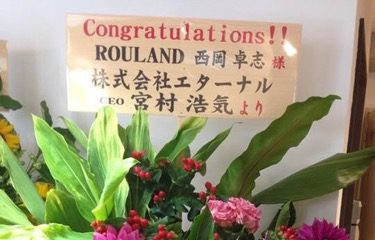 Congratulations!!
ROULAND 西岡卓志 様
株式会社エターナル
CEO 宮村浩気 より